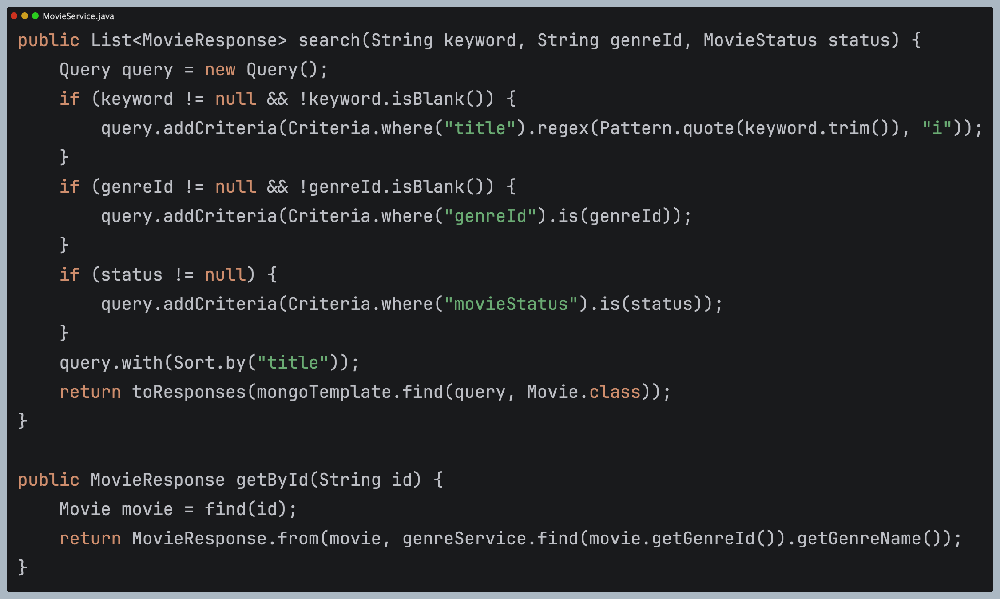 MovieService.java
public List<MovieResponse> search(String keyword, String genreId, MovieStatus status) {
    Query query = new Query();
    if (keyword != null && !keyword.isBlank()) {
        query.addCriteria(Criteria.where("title").regex(Pattern.quote(keyword.trim()), "i"));
    }
    if (genreId != null && !genreId.isBlank()) {
        query.addCriteria(Criteria.where("genreId").is(genreId));
    }
    if (status != null) {
        query.addCriteria(Criteria.where("movieStatus").is(status));
    }
    query.with(Sort.by("title"));
    return toResponses(mongoTemplate.find(query, Movie.class));
}

public MovieResponse getById(String id) {
    Movie movie = find(id);
    return MovieResponse.from(movie, genreService.find(movie.getGenreId()).getGenreName());
}